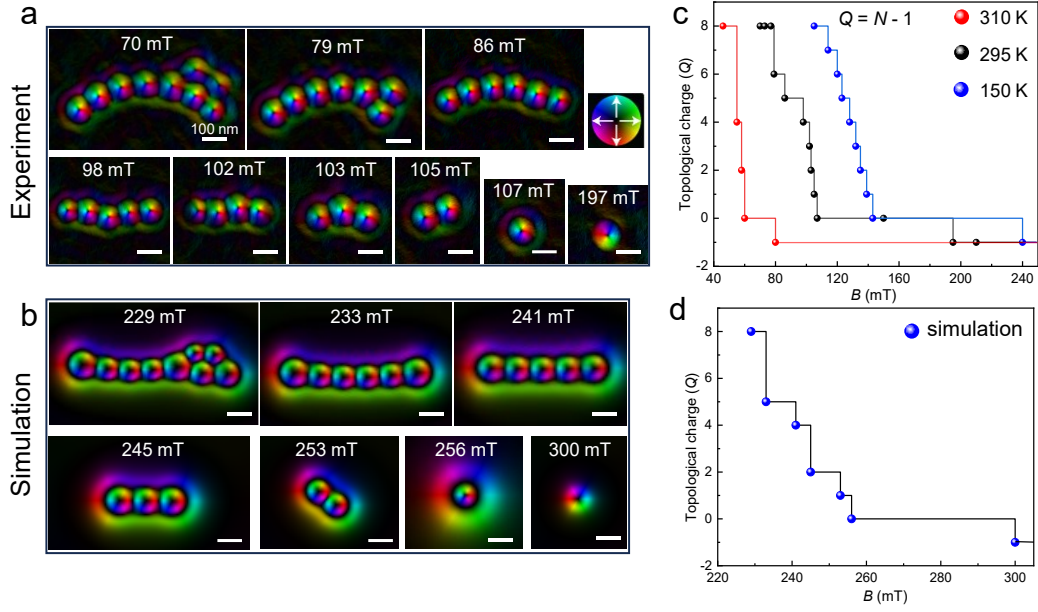 a
Experiment
70 mT
79 mT
86 mT
100 nm
98 mT
102 mT
103 mT
105 mT
107 mT
197 mT
b
Simulation
229 mT
233 mT
241 mT
245 mT
253 mT
256 mT
300 mT
c
Q = N - 1
310 K
295 K
150 K
Topological charge (Q)
8
6
4
2
0
-2
40
80
120
160
200
240
B (mT)
d
simulation
Topological charge (Q)
8
6
4
2
0
-2
220
240
260
280
300
B (mT)